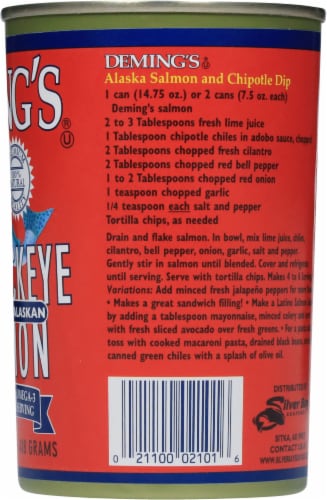 DEMING'S
Alaska Salmon and Chipotle Dip
1 can (14.75 oz.) or 2 cans (7.5 oz. each)
Deming's salmon
2 to 3 Tablespoons fresh lime juice
1 Tablespoon chipotle chiles in adobo sauce, chopped
2 Tablespoons chopped fresh cilantro
2 Tablespoons chopped red bell pepper
1 to 2 Tablespoons chopped red onion
1 teaspoon chopped garlic
1/4 teaspoon each salt and pepper
Tortilla chips, as needed
Drain and flake salmon. In bowl, mix lime juice, chiles,
cilantro, bell pepper, onion, garlic, salt and pepper.
Gently stir in salmon until blended. Cover and refrigerate
until serving. Serve with tortilla chips. Makes 4 to
Variations: Add minced fresh jalapeño peppers for more
• Makes a great sandwich filling! • Make a Latino Salmon
by adding a tablespoon mayonnaise, minced celery and
with fresh sliced avocado over fresh greens. • For a
toss with cooked macaroni pasta, drained black beans,
canned green chiles with a splash of olive oil.
NG'S
®
U
KEYE
ALASKAN
ON
OMEGA-3
SERVING
GRAMS
0 21100 02101 6
DISTRIBUTED
Silver Bay
SITKA, AK
CONTACT